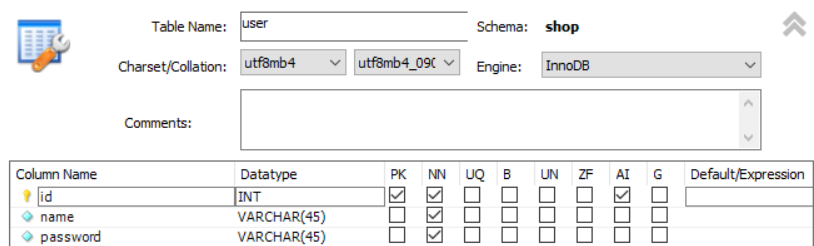 Table Name: user Schema: shop
Charset/Collation: utf8mb4 utf8mb4_090 Engine: InnoDB
Comments:
Column Name Datatype PK NN UQ B UN ZF AI G Default/Expression
id INT
name VARCHAR(45)
password VARCHAR(45)